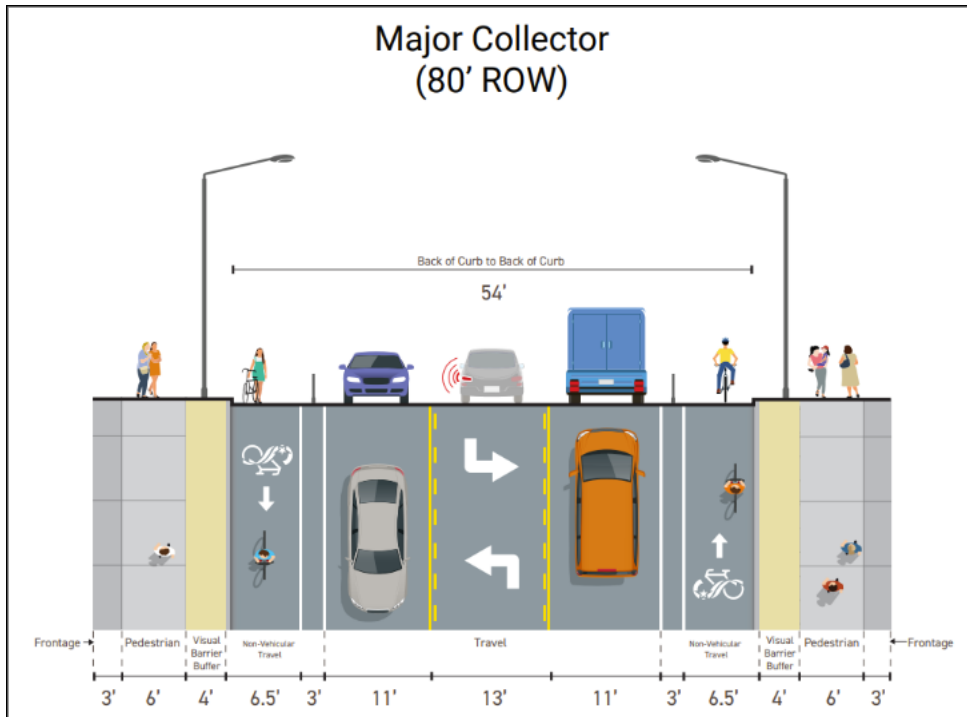 Major Collector
(80’ ROW)
Back of Curb to Back of Curb
54’
Frontage
Pedestrian
Visual
Barrier
Buffer
Non-Vehicular
Travel
Travel
Non-Vehicular
Travel
Visual
Barrier
Buffer
Pedestrian
Frontage
3’ 6’ 4’ 6.5’ 3’ 11’ 13’ 11’ 3’ 6.5’ 4’ 6’ 3’